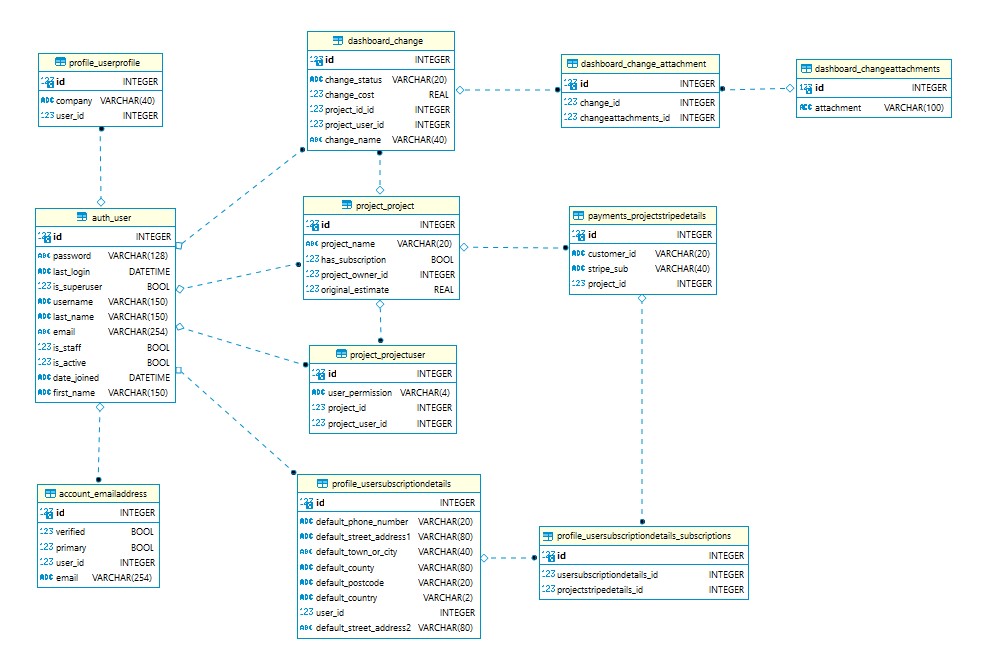 profile_userprofile
id INTEGER
company VARCHAR(40)
user_id INTEGER
dashboard_change
id INTEGER
change_status VARCHAR(20)
change_cost REAL
project_id_id INTEGER
project_user_id INTEGER
change_name VARCHAR(40)
dashboard_change_attachment
id INTEGER
change_id INTEGER
changeattachments_id INTEGER
dashboard_changeattachments
id INTEGER
attachment VARCHAR(100)
auth_user
id INTEGER
password VARCHAR(128)
last_login DATETIME
is_superuser BOOL
username VARCHAR(150)
last_name VARCHAR(150)
email VARCHAR(254)
is_staff BOOL
is_active BOOL
date_joined DATETIME
first_name VARCHAR(150)
project_project
id INTEGER
project_name VARCHAR(20)
has_subscription BOOL
project_owner_id INTEGER
original_estimate REAL
payments_projectstripedetails
id INTEGER
customer_id VARCHAR(20)
stripe_sub VARCHAR(40)
project_id INTEGER
project_projectuser
id INTEGER
user_permission VARCHAR(4)
project_id INTEGER
project_user_id INTEGER
account_emailaddress
id INTEGER
verified BOOL
primary BOOL
user_id INTEGER
email VARCHAR(254)
profile_usersubscriptiondetails
id INTEGER
default_phone_number VARCHAR(20)
default_street_address1 VARCHAR(80)
default_town_or_city VARCHAR(40)
default_county VARCHAR(80)
default_postcode VARCHAR(20)
default_country VARCHAR(2)
user_id INTEGER
default_street_address2 VARCHAR(80)
profile_usersubscriptiondetails_subscriptions
id INTEGER
usersubscriptiondetails_id INTEGER
projectstripedetails_id INTEGER